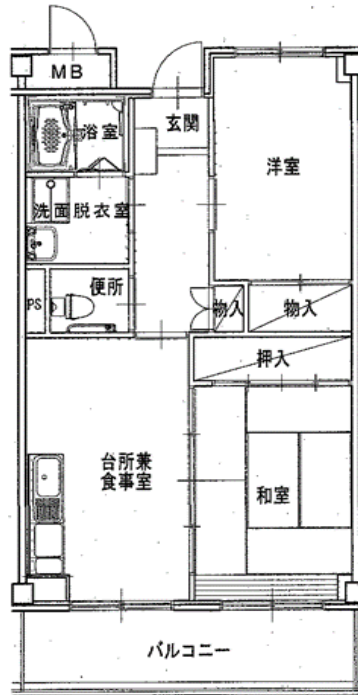 MB
浴室
玄関
洋室
洗面脱衣室
便所
PS
物入
物入
押入
台所兼
食事室
和室
バルコニー